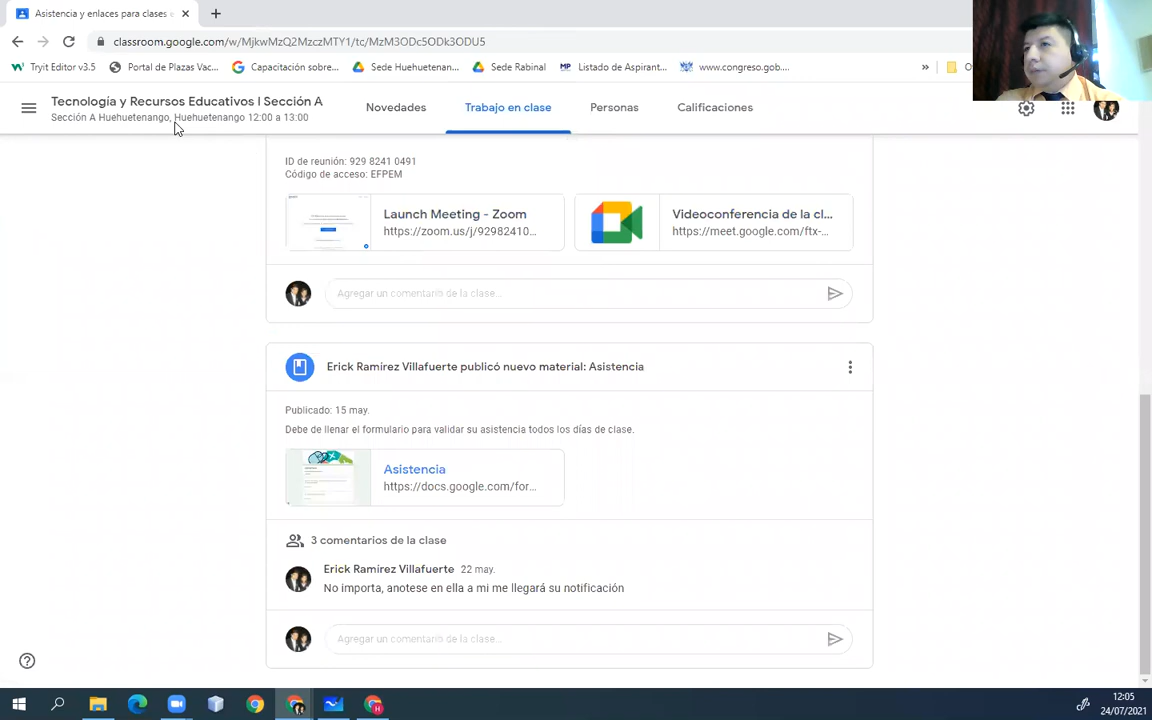 Asistencia y enlaces para clases
classroom.google.com/w/MjkwMzQ2MzczMTY1/tc/MzM3ODc5ODk3ODU5
Tryit Editor v3.5
Portal de Plazas Vac...
Capacitación sobre...
Sede Huehuetenan...
Sede Rabinal
MP
Listado de Aspirant...
www.congreso.gob....
»
Tecnología y Recursos Educativos I Sección A
Sección A Huehuetenango, Huehuetenango 12:00 a 13:00
Novedades
Trabajo en clase
Personas
Calificaciones
ID de reunión: 929 8241 0491
Código de acceso: EFPEM
Launch Meeting - Zoom
https://zoom.us/j/92982410...
Videoconferencia de la cl...
https://meet.google.com/ftx-...
Agregar un comentario de la clase...
Erick Ramírez Villafuerte publicó nuevo material: Asistencia
Publicado: 15 may.
Debe de llenar el formulario para validar su asistencia todos los días de clase.
Asistencia
https://docs.google.com/for...
3 comentarios de la clase
Erick Ramírez Villafuerte 22 may.
No importa, anotese en ella a mi me llegará su notificación
Agregar un comentario de la clase...
12:05
24/07/2021